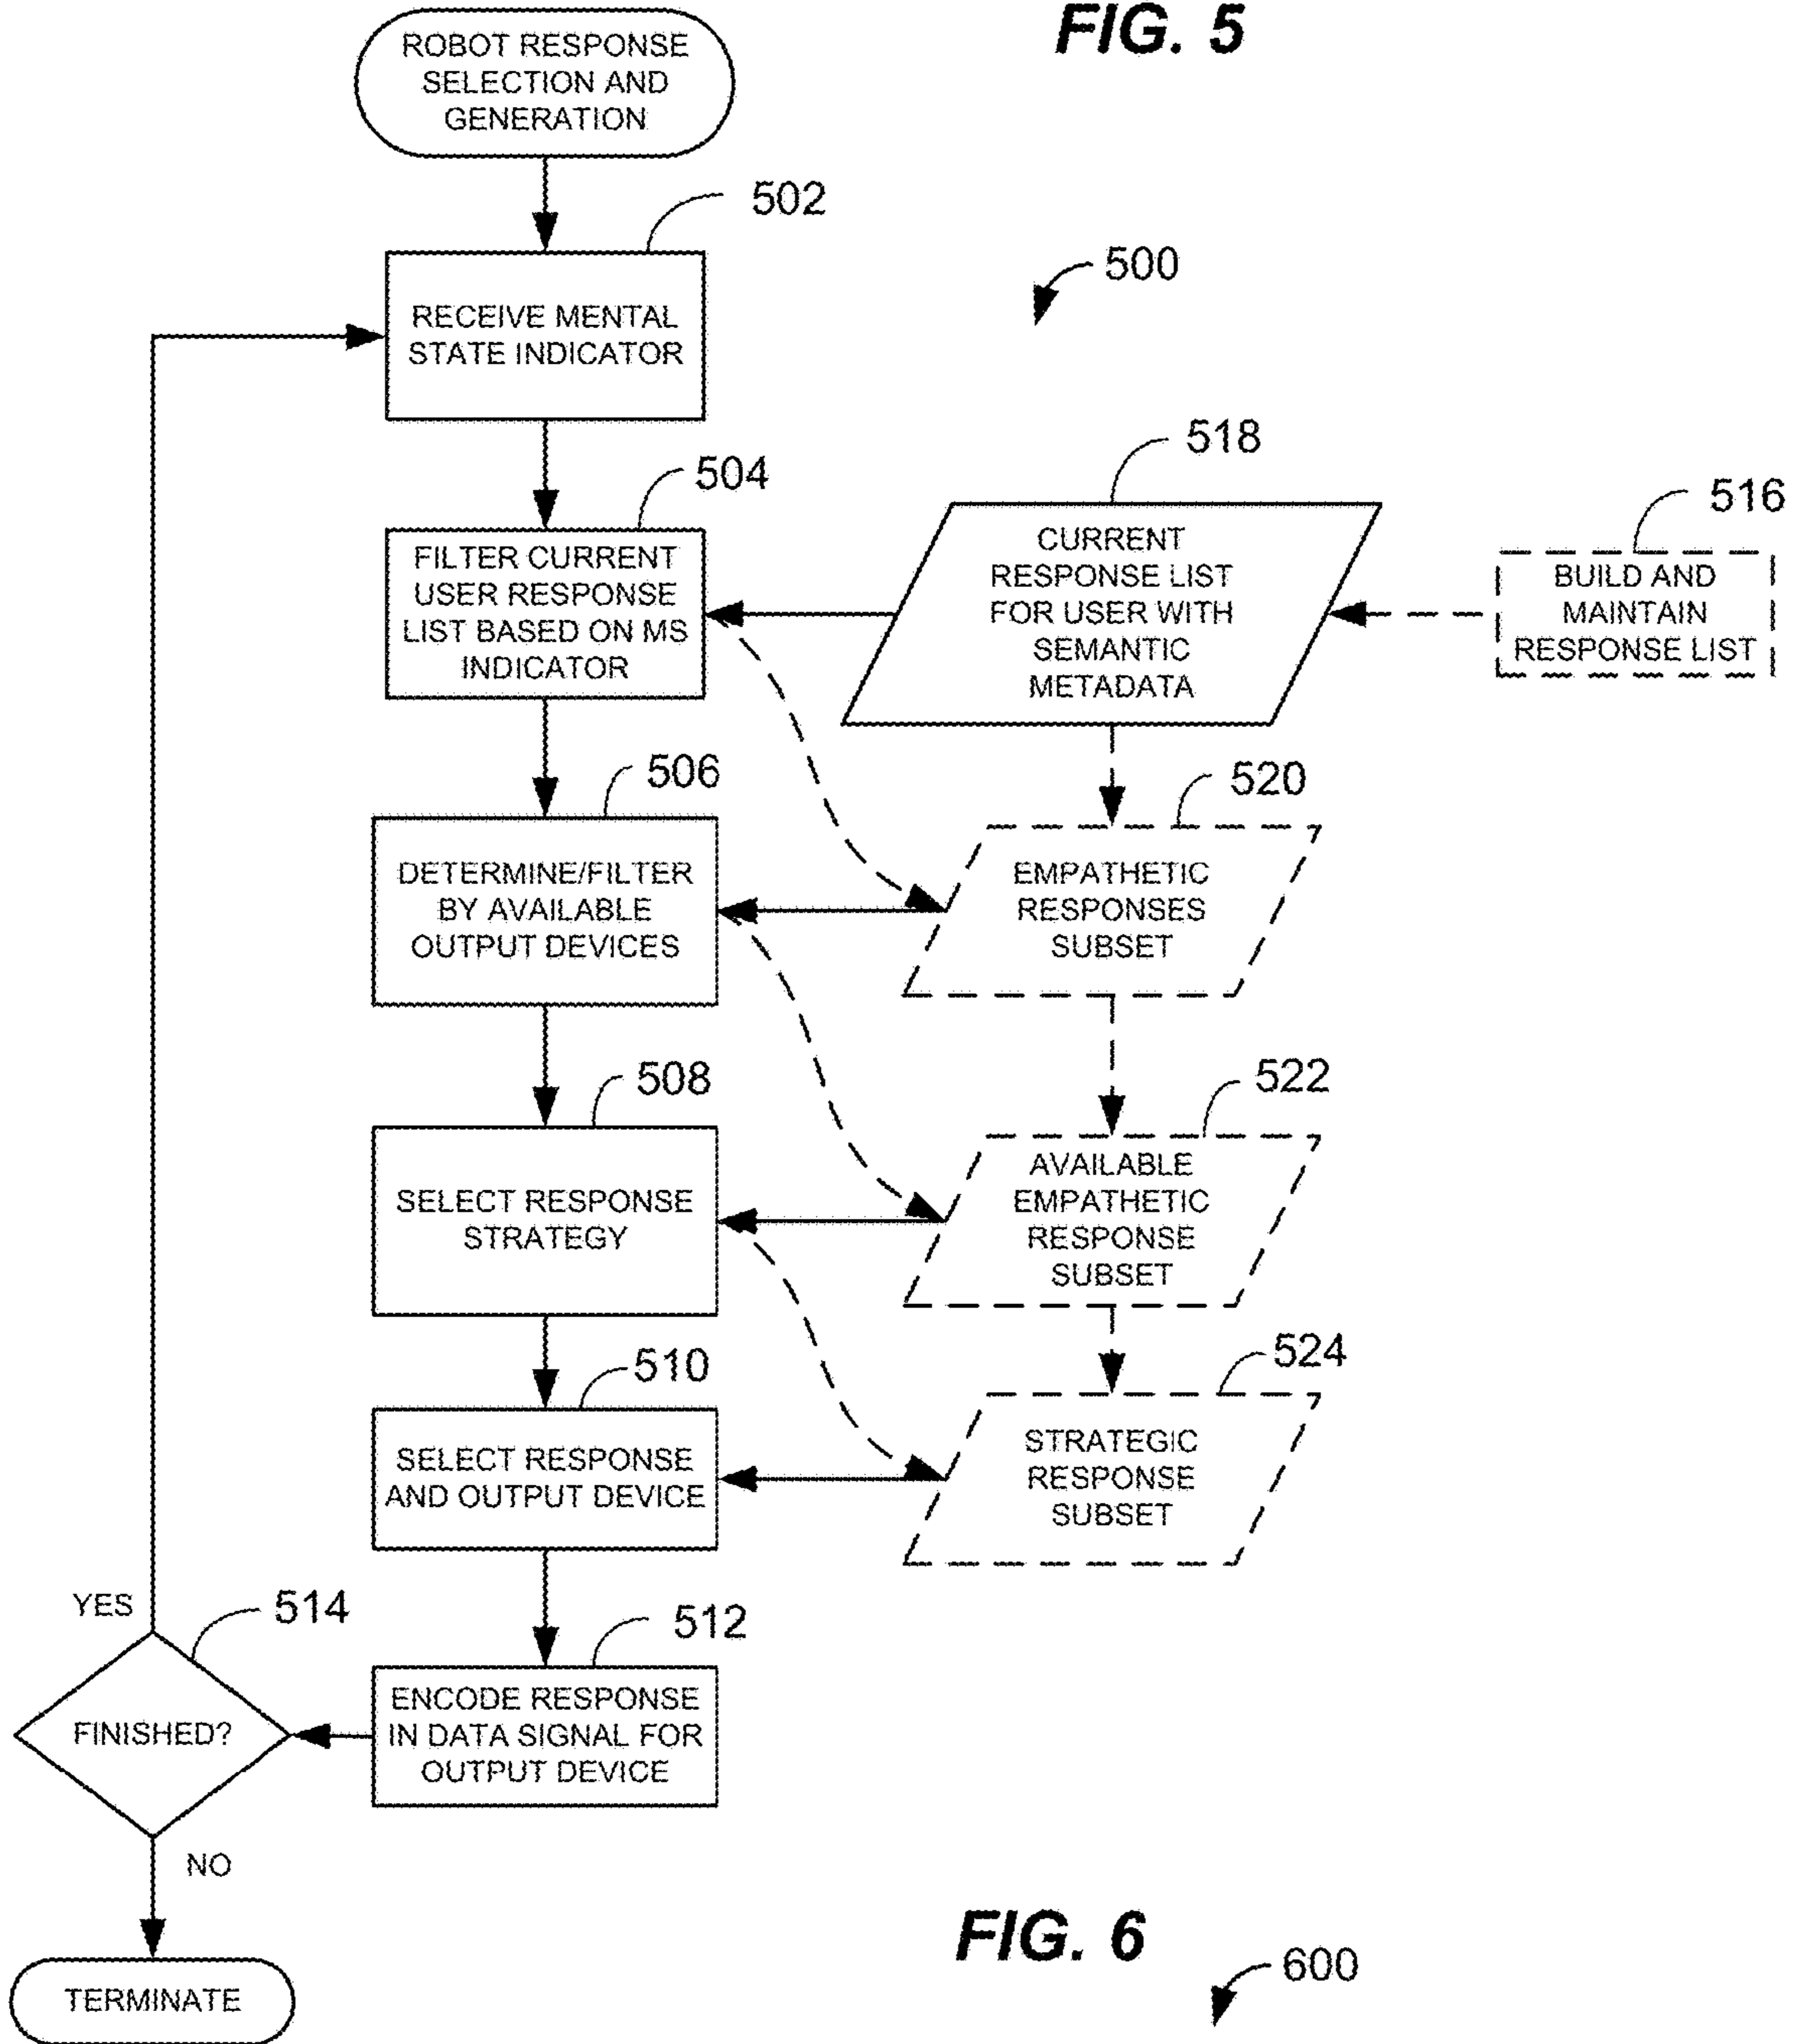 FIG. 5
ROBOT RESPONSE
SELECTION AND
GENERATION
502
500
RECEIVE MENTAL
STATE INDICATOR
518
504
516
FILTER CURRENT
USER RESPONSE
LIST BASED ON MS
INDICATOR
CURRENT
RESPONSE LIST
FOR USER WITH
SEMANTIC
METADATA
BUILD AND
MAINTAIN
RESPONSE LIST
506
520
DETERMINE/FILTER
BY AVAILABLE
OUTPUT DEVICES
EMPATHETIC
RESPONSES
SUBSET
508
522
SELECT RESPONSE
STRATEGY
AVAILABLE
EMPATHETIC
RESPONSE
SUBSET
510
524
SELECT RESPONSE
AND OUTPUT DEVICE
STRATEGIC
RESPONSE
SUBSET
YES
514
512
FINISHED?
ENCODE RESPONSE
IN DATA SIGNAL FOR
OUTPUT DEVICE
NO
TERMINATE
FIG. 6
600